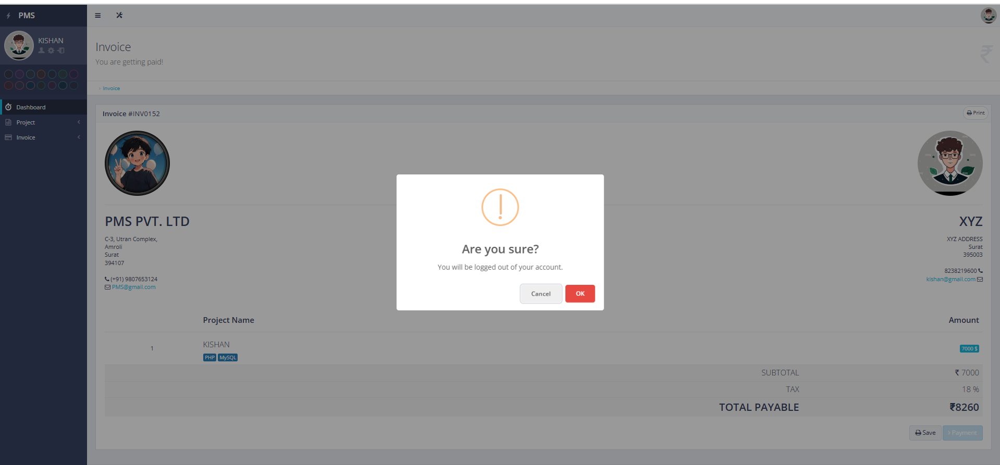 PMS
KISHAN
Invoice
You are getting paid!
Invoice
Dashboard
Project
Invoice
Invoice #INV0152
Print
PMS PVT. LTD
C-3, Utran Complex,
Amroli
Surat
394107
(+91) 9807653124
PMS@gmail.com
XYZ
XYZ ADDRESS
Surat
395003
8238219600
kishan@gmail.com
Are you sure?
You will be logged out of your account.
Cancel OK
Project Name Amount
1 KISHAN 7000 $
PHP MySQL
SUBTOTAL ₹ 7000
TAX 18 %
TOTAL PAYABLE ₹8260
Save Payment